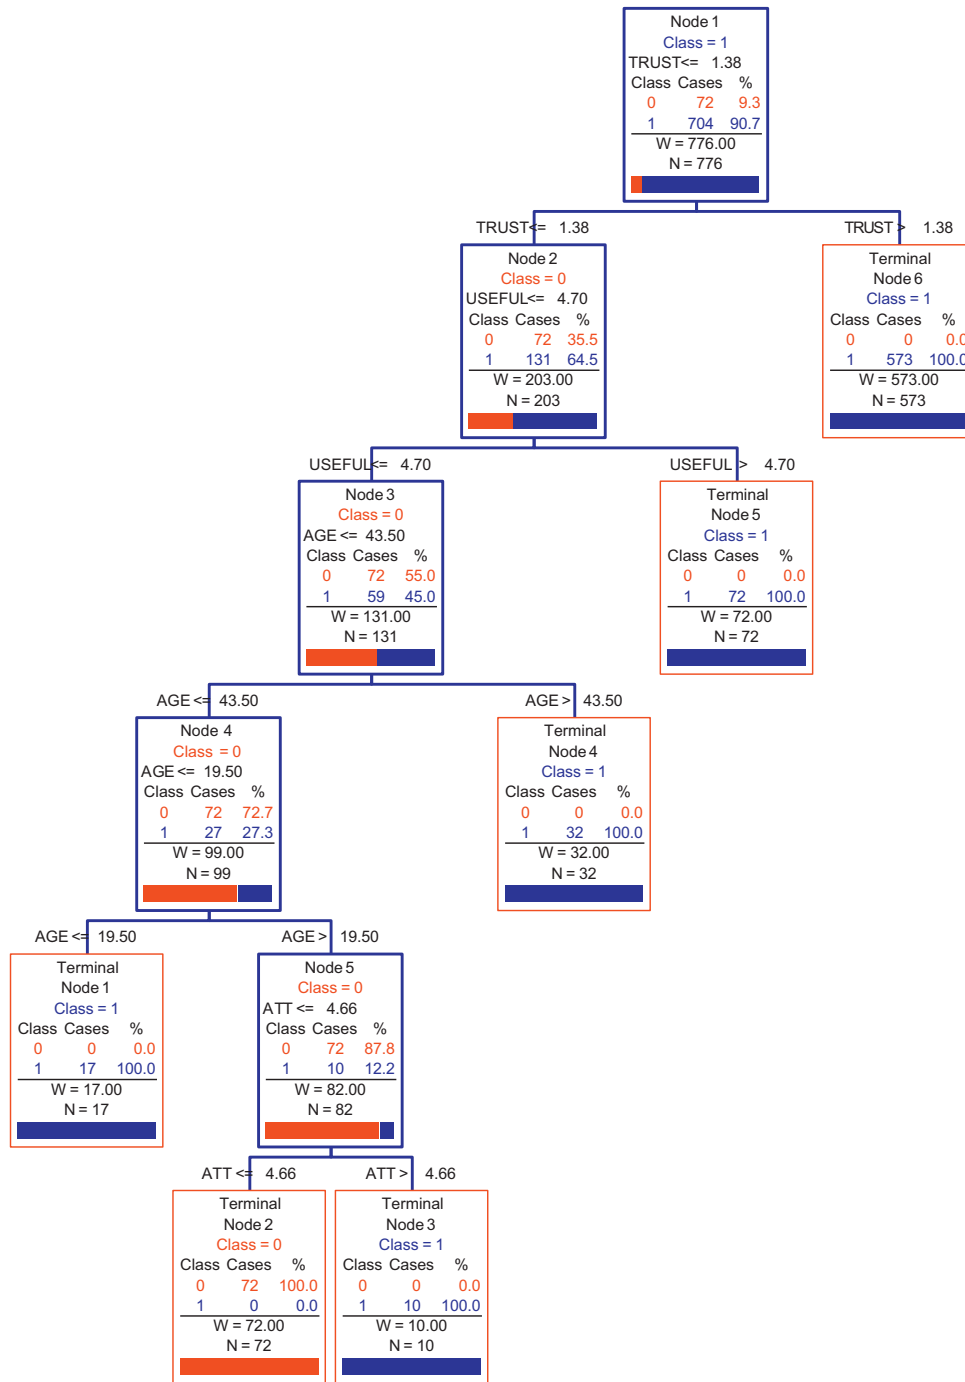 Node 1
Class = 1
TRUST<= 1.38
Class Cases %
0 72 9.3
1 704 90.7
W = 776.00
N = 776
TRUST<= 1.38
TRUST > 1.38
Node 2
Class = 0
USEFUL<= 4.70
Class Cases %
0 72 35.5
1 131 64.5
W = 203.00
N = 203
Terminal
Node 6
Class = 1
Class Cases %
0 0 0.0
1 573 100.0
W = 573.00
N = 573
USEFUL<= 4.70
USEFUL > 4.70
Node 3
Class = 0
AGE <= 43.50
Class Cases %
0 72 55.0
1 59 45.0
W = 131.00
N = 131
Terminal
Node 5
Class = 1
Class Cases %
0 0 0.0
1 72 100.0
W = 72.00
N = 72
AGE <= 43.50
AGE > 43.50
Node 4
Class = 0
AGE <= 19.50
Class Cases %
0 72 72.7
1 27 27.3
W = 99.00
N = 99
Terminal
Node 4
Class = 1
Class Cases %
0 0 0.0
1 32 100.0
W = 32.00
N = 32
AGE <= 19.50
AGE > 19.50
Terminal
Node 1
Class = 1
Class Cases %
0 0 0.0
1 17 100.0
W = 17.00
N = 17
Node 5
Class = 0
ATT <= 4.66
Class Cases %
0 72 87.8
1 10 12.2
W = 82.00
N = 82
ATT <= 4.66
ATT > 4.66
Terminal
Node 2
Class = 0
Class Cases %
0 72 100.0
1 0 0.0
W = 72.00
N = 72
Terminal
Node 3
Class = 1
Class Cases %
0 0 0.0
1 10 100.0
W = 10.00
N = 10